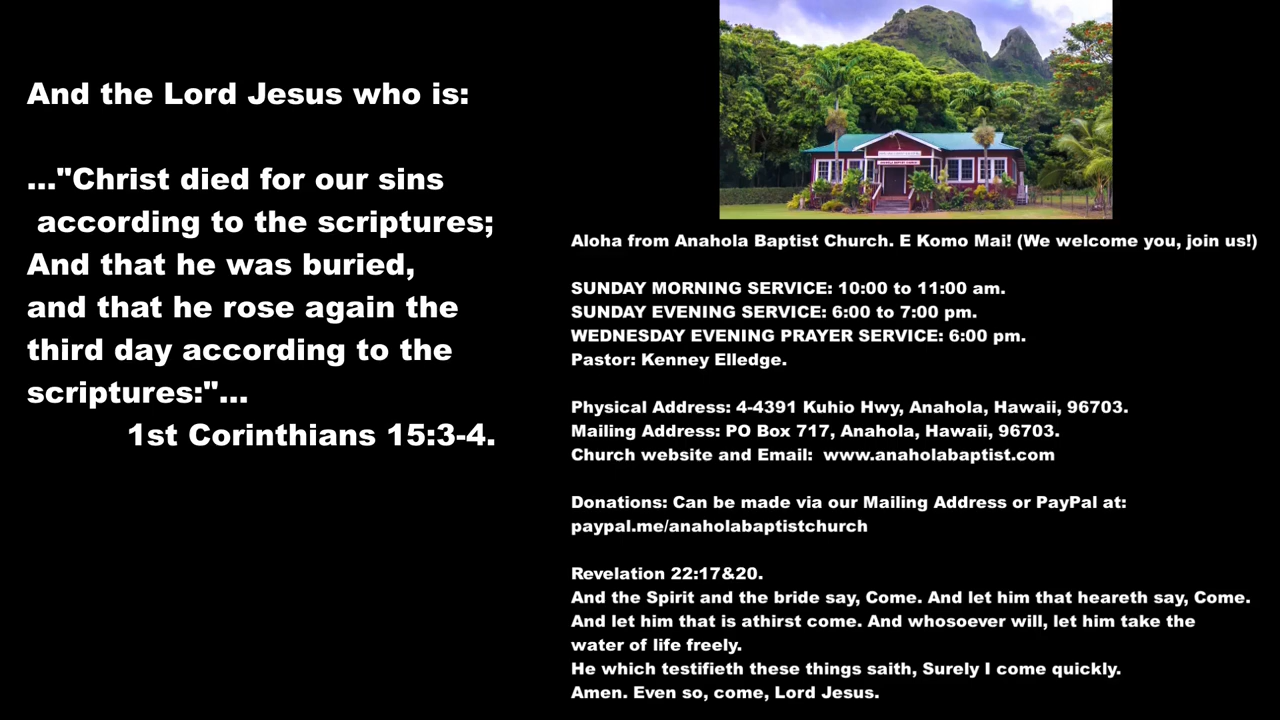 And the Lord Jesus who is:
..."Christ died for our sins
according to the scriptures;
And that he was buried,
and that he rose again the
third day according to the
scriptures:"...
1st Corinthians 15:3-4.
Aloha from Anahola Baptist Church. E Komo Mai! (We welcome you, join us!)
SUNDAY MORNING SERVICE: 10:00 to 11:00 am.
SUNDAY EVENING SERVICE: 6:00 to 7:00 pm.
WEDNESDAY EVENING PRAYER SERVICE: 6:00 pm.
Pastor: Kenney Elledge.
Physical Address: 4-4391 Kuhio Hwy, Anahola, Hawaii, 96703.
Mailing Address: PO Box 717, Anahola, Hawaii, 96703.
Church website and Email:  www.anaholabaptist.com
Donations: Can be made via our Mailing Address or PayPal at:
paypal.me/anaholabaptistchurch
Revelation 22:17&20.
And the Spirit and the bride say, Come. And let him that heareth say, Come.
And let him that is athirst come. And whosoever will, let him take the
water of life freely.
He which testifieth these things saith, Surely I come quickly.
Amen. Even so, come, Lord Jesus.